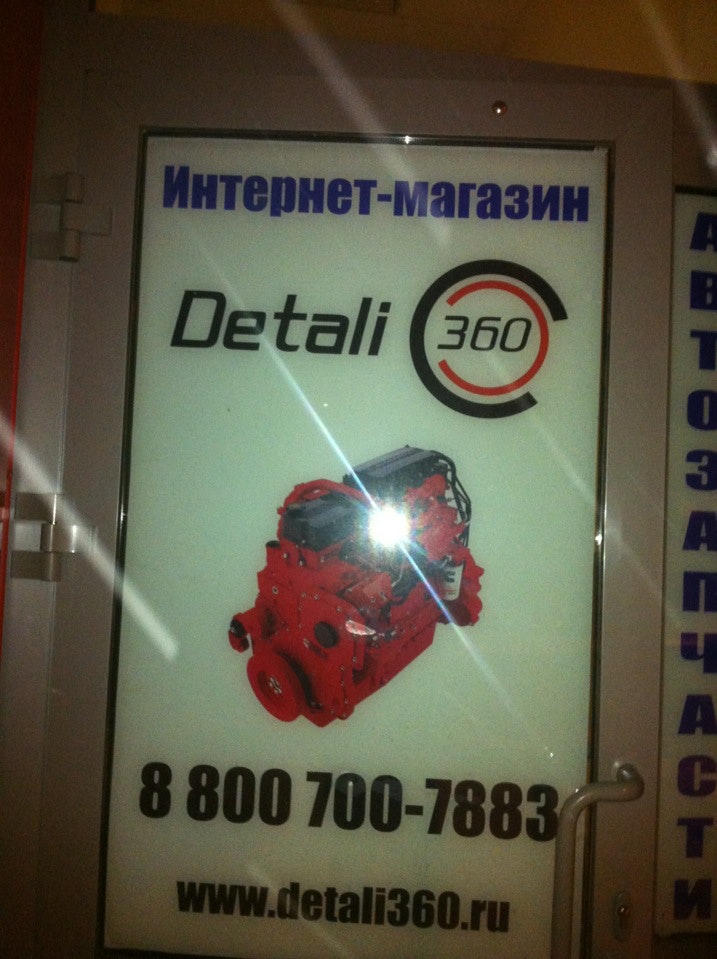 Интернет-магазин
Detali 360
8 800 700-7883
www.detali360.ru
АВТОЗАПЧАСТИ